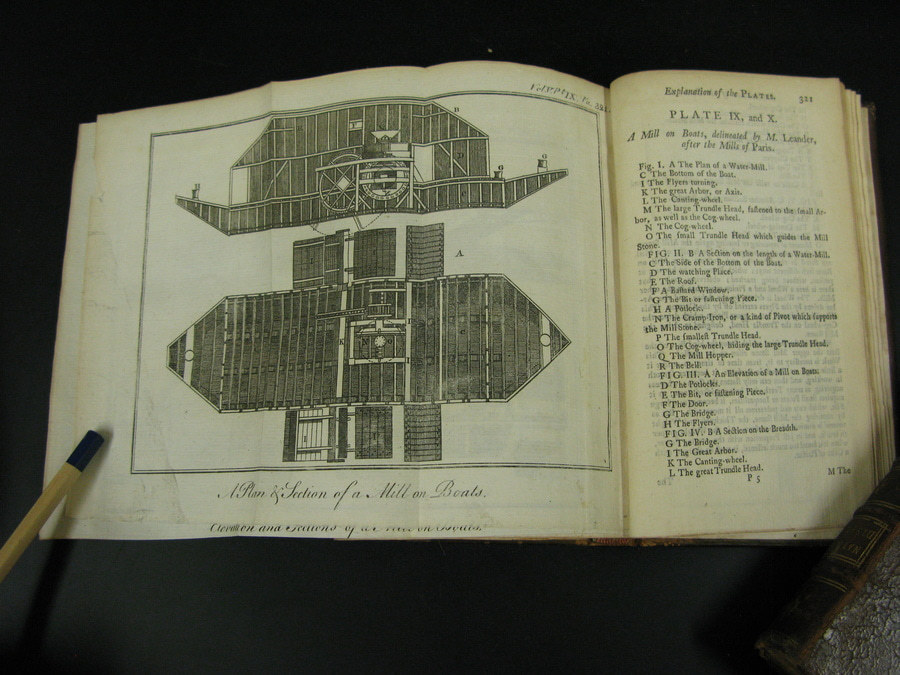 Vol. V. Pl. IX. Pa. 321.
B
G
G
A
K
N
I
I
A Plan & Section of a Mill on Boats.
Elevation and Sections of a Mill on Boats.
Explanation of the PLATES. 321
PLATE IX, and X.
A Mill on Boats, delineated by M. Leander,
after the Mills of Paris.
Fig. I. A The Plan of a Water-Mill.
C The Bottom of the Boat.
I The Flyers turning.
K The great Arbor, or Axis.
L The Canting-wheel.
M The large Trundle Head, faſtened to the ſmall Ar-
bor, as well as the Cog-wheel.
N The Cog-wheel.
O The ſmall Trundle Head which guides the Mill
Stone.
FIG. II. B A Section on the length of a Water-Mill.
C The Side of the Bottom of the Boat.
D The watching Place.
E The Roof.
F A Baſtard Window.
G The Bit or faſtening Piece.
H A Potlock.
N The Cramp-Iron, or a kind of Pivot which ſupports
the Mill Stone.
P The ſmalleſt Trundle Head.
O The Cog-wheel, hiding the large Trundle Head.
Q The Mill Hopper.
R The Bell.
FIG. III. A An Elevation of a Mill on Boats.
D The Potlocks.
E The Bit, or faſtening Piece.
F The Door.
G The Bridge.
H The Flyers.
FIG. IV. B A Section on the Breadth.
G The Bridge.
I The Great Arbor.
K The Canting-wheel.
L The great Trundle Head.
P 5 M The